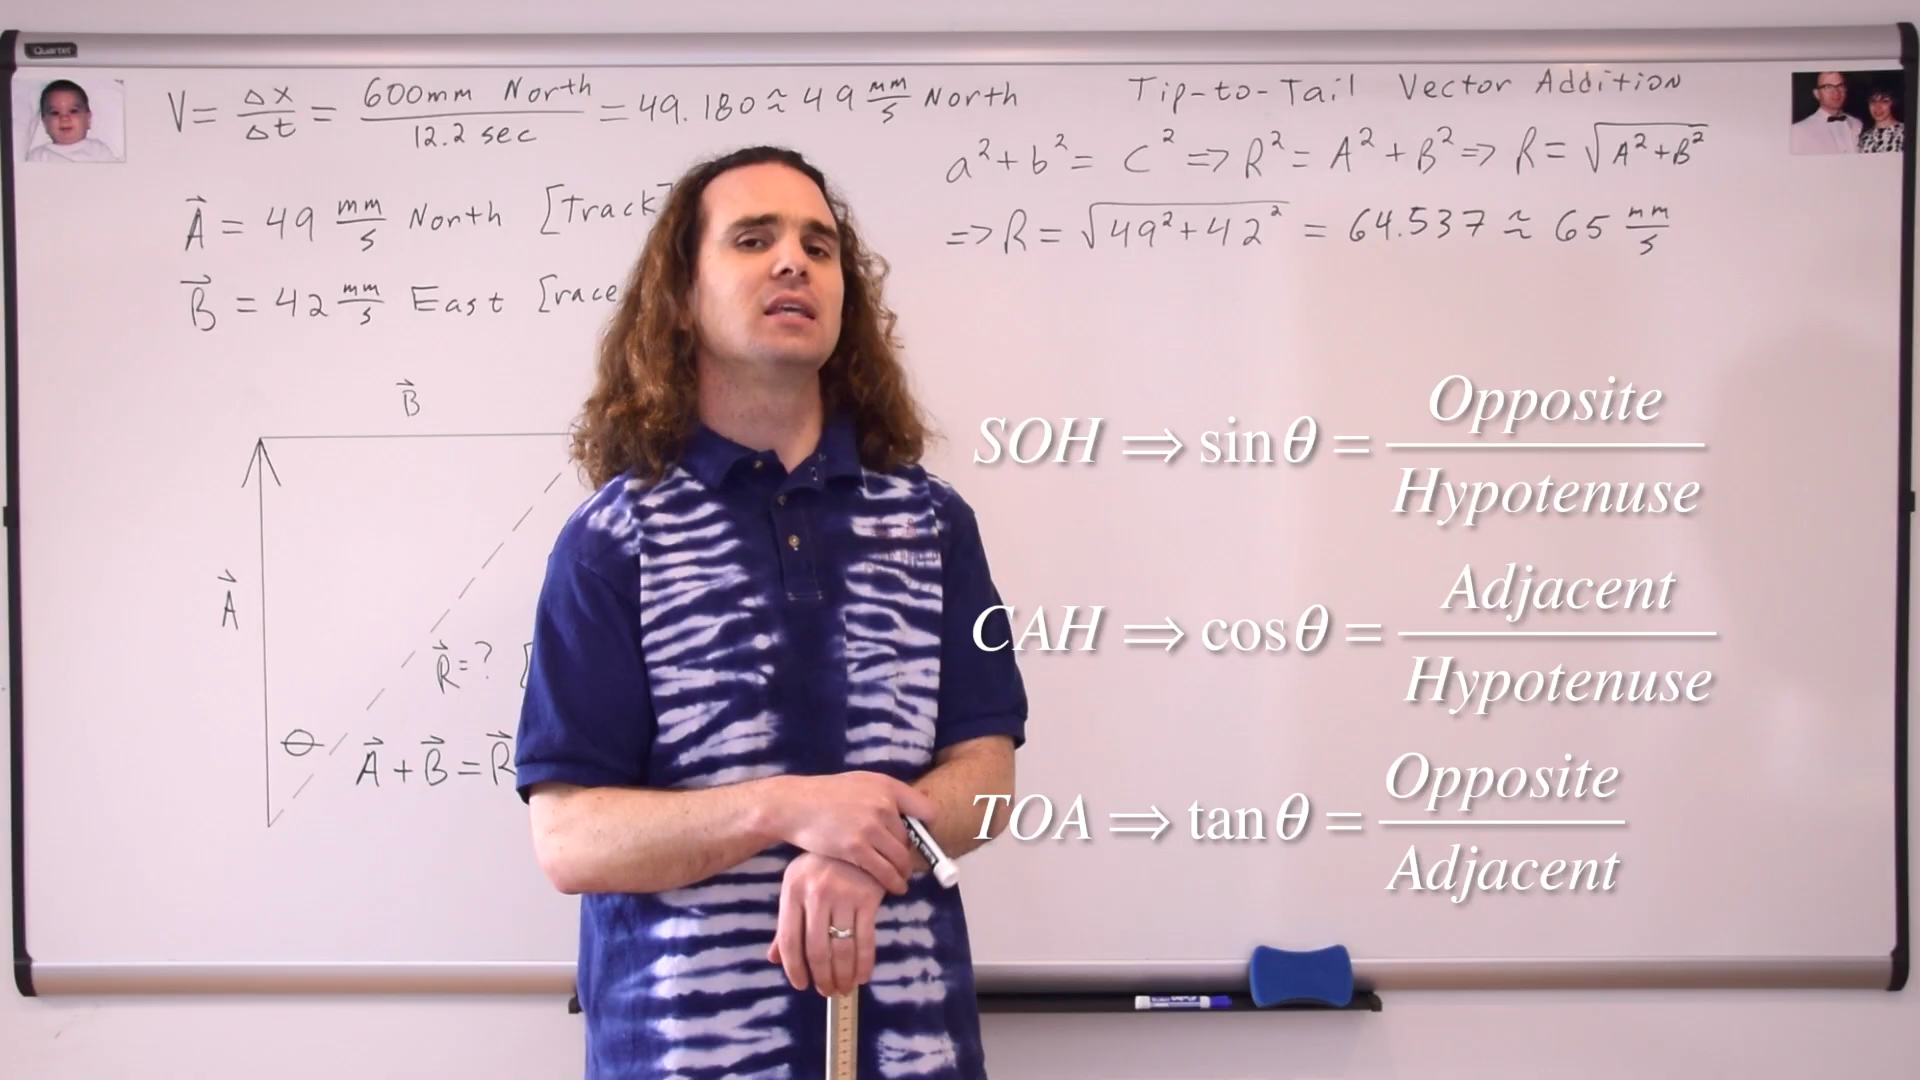 Quartet
V = Δx/Δt = 600mm North/12.2 sec = 49.180 ≈ 49 mm/s North
A⃗ = 49 mm/s North [Track]
B⃗ = 42 mm/s East [race
B⃗
A⃗
R⃗ = ? [
θ
A⃗ + B⃗ = R⃗
Tip-to-Tail Vector Addition
a² + b² = c² => R² = A² + B² => R = √A² + B²
=> R = √49² + 42² = 64.537 ≈ 65 mm/s
SOH ⇒ sin θ = Opposite/Hypotenuse
CAH ⇒ cos θ = Adjacent/Hypotenuse
TOA ⇒ tan θ = Opposite/Adjacent